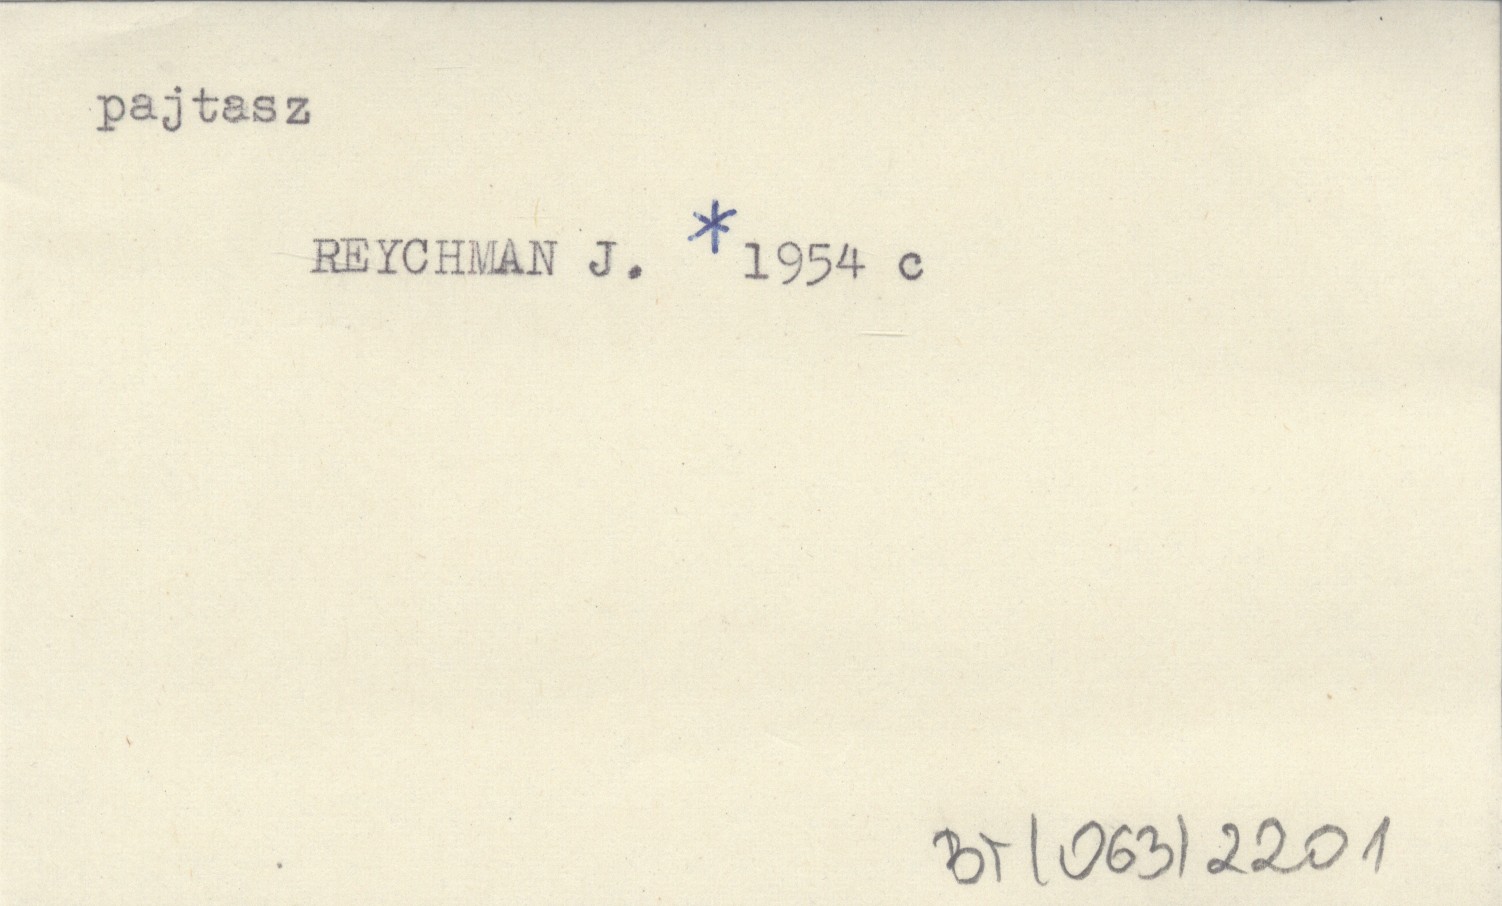 pajtasz
REYCHMAN J. *1954 c
BT(063)2201